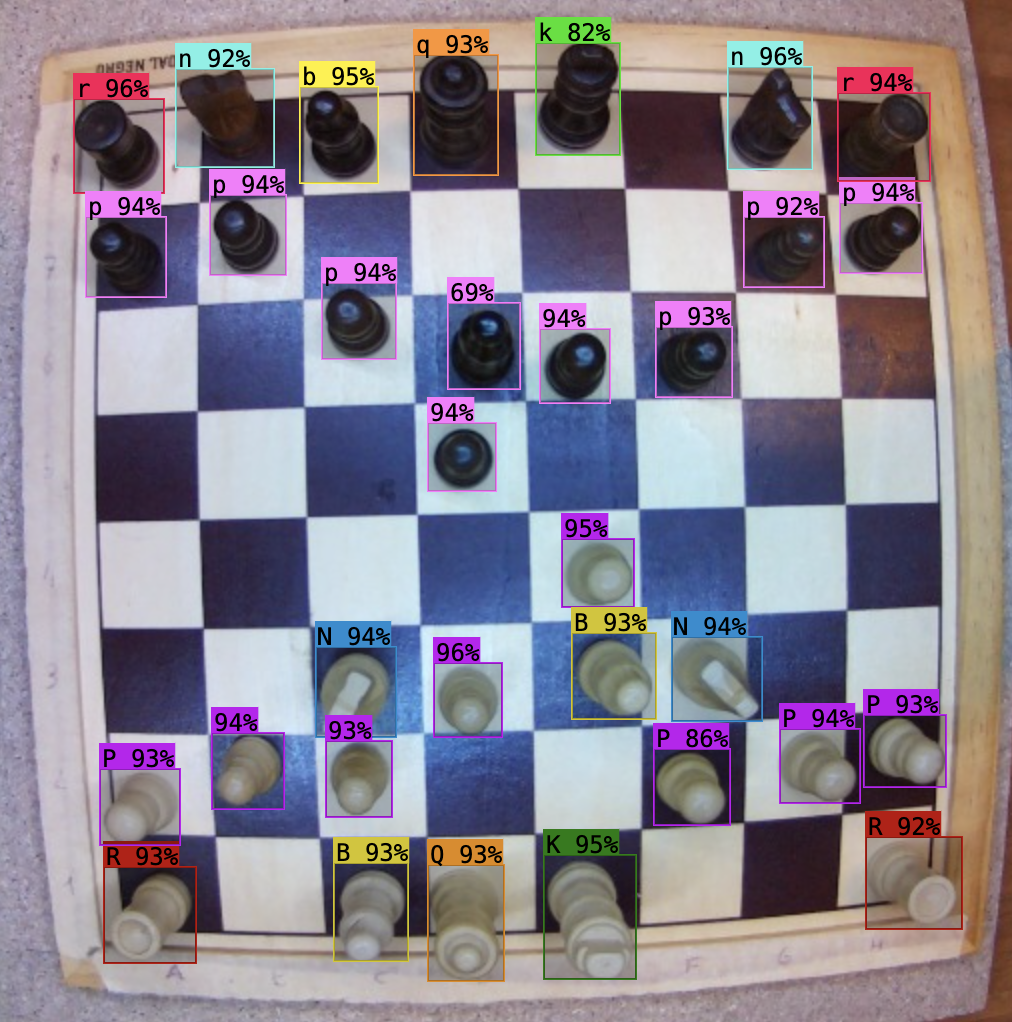 k 82%
q 93%
n 92%
n 96%
b 95%
r 96%
r 94%
p 94%
p 94%
p 92%
p 94%
p 94%
69%
94%
p 93%
94%
95%
B 93%
N 94%
N 94%
96%
P 93%
P 94%
94%
93%
P 86%
P 93%
R 92%
B 93%
Q 93%
K 95%
R 93%
A
C
F
G
H